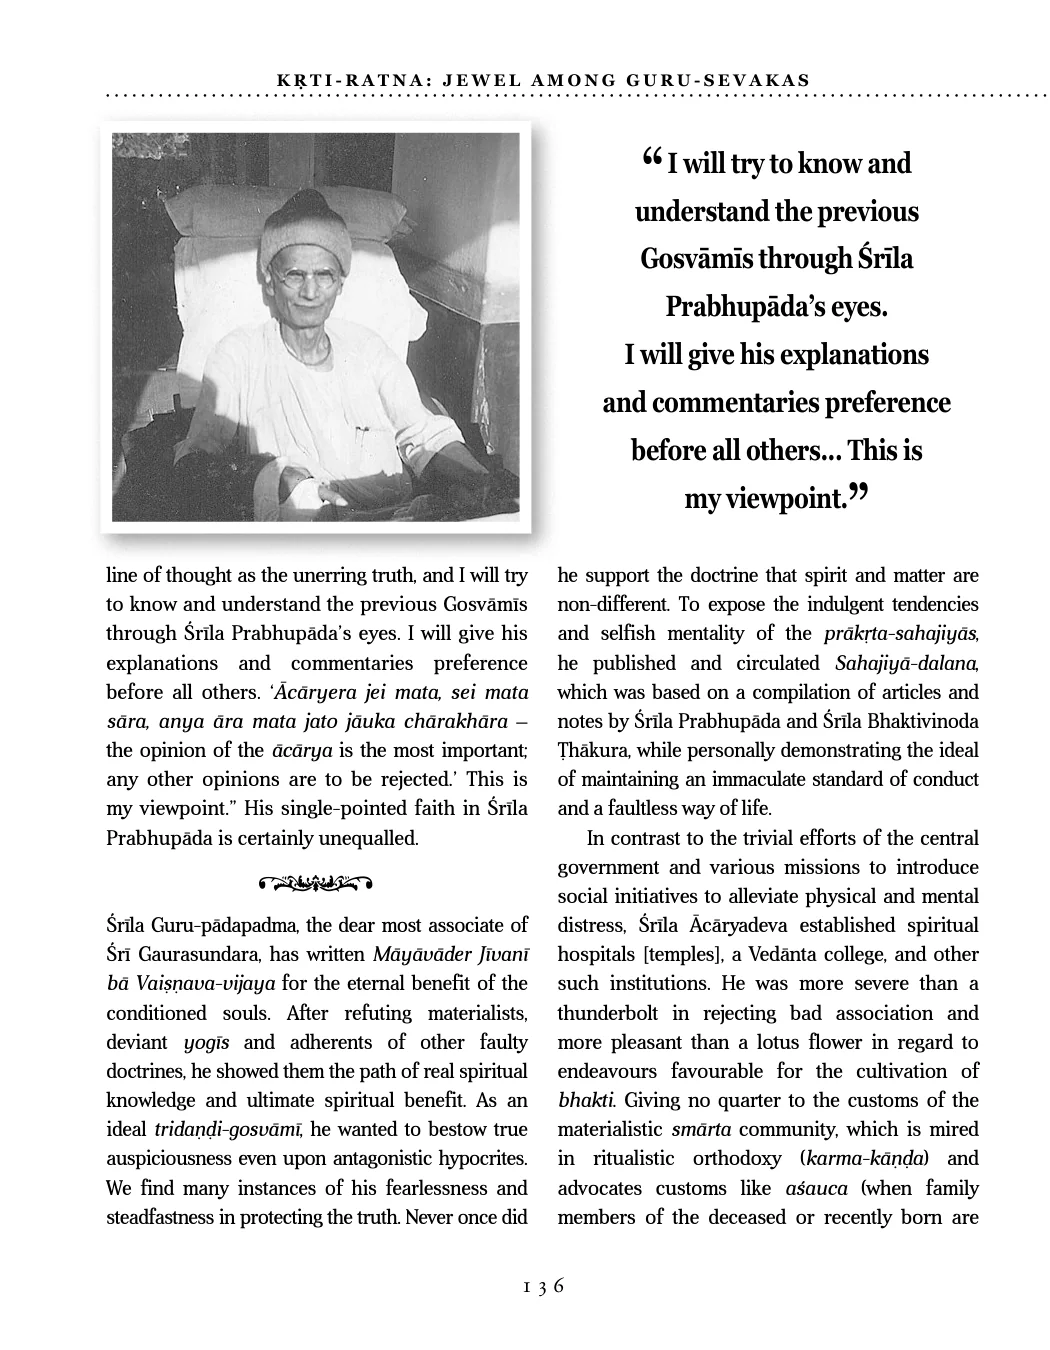 KṚTI-RATNA: JEWEL AMONG GURU-SEVAKAS
“I will try to know and
understand the previous
Gosvāmīs through Śrīla
Prabhupāda’s eyes.
I will give his explanations
and commentaries preference
before all others... This is
my viewpoint.”
line of thought as the unerring truth, and I will try
to know and understand the previous Gosvāmīs
through Śrīla Prabhupāda’s eyes. I will give his
explanations and commentaries preference
before all others. ‘Ācāryera jei mata, sei mata
sāra, anya āra mata jato jāuka chārakhāra –
the opinion of the ācārya is the most important;
any other opinions are to be rejected.’ This is
my viewpoint.” His single-pointed faith in Śrīla
Prabhupāda is certainly unequalled.
Śrīla Guru-pādapadma, the dear most associate of
Śrī Gaurasundara, has written Māyāvāder Jīvanī
bā Vaiṣṇava-vijaya for the eternal benefit of the
conditioned souls. After refuting materialists,
deviant yogīs and adherents of other faulty
doctrines, he showed them the path of real spiritual
knowledge and ultimate spiritual benefit. As an
ideal tridaṇḍi-gosvāmī, he wanted to bestow true
auspiciousness even upon antagonistic hypocrites.
We find many instances of his fearlessness and
steadfastness in protecting the truth. Never once did
he support the doctrine that spirit and matter are
non-different. To expose the indulgent tendencies
and selfish mentality of the prākṛta-sahajiyās,
he published and circulated Sahajiyā-dalana,
which was based on a compilation of articles and
notes by Śrīla Prabhupāda and Śrīla Bhaktivinoda
Ṭhākura, while personally demonstrating the ideal
of maintaining an immaculate standard of conduct
and a faultless way of life.
In contrast to the trivial efforts of the central
government and various missions to introduce
social initiatives to alleviate physical and mental
distress, Śrīla Ācāryadeva established spiritual
hospitals [temples], a Vedānta college, and other
such institutions. He was more severe than a
thunderbolt in rejecting bad association and
more pleasant than a lotus flower in regard to
endeavours favourable for the cultivation of
bhakti. Giving no quarter to the customs of the
materialistic smārta community, which is mired
in ritualistic orthodoxy (karma-kāṇḍa) and
advocates customs like aśauca (when family
members of the deceased or recently born are
136